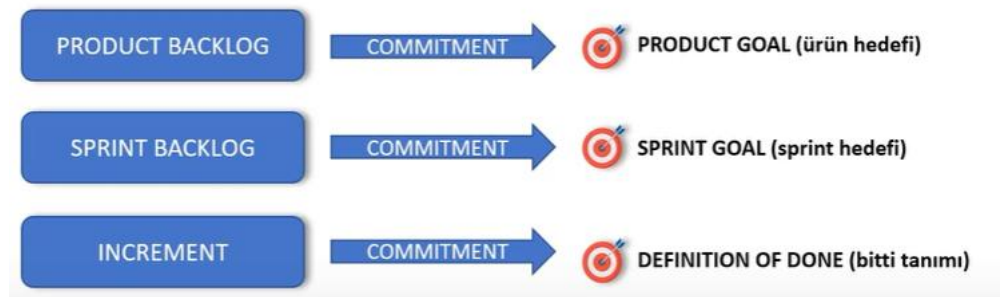 PRODUCT BACKLOG COMMITMENT PRODUCT GOAL (ürün hedefi)
SPRINT BACKLOG COMMITMENT SPRINT GOAL (sprint hedefi)
INCREMENT COMMITMENT DEFINITION OF DONE (bitti tanımı)